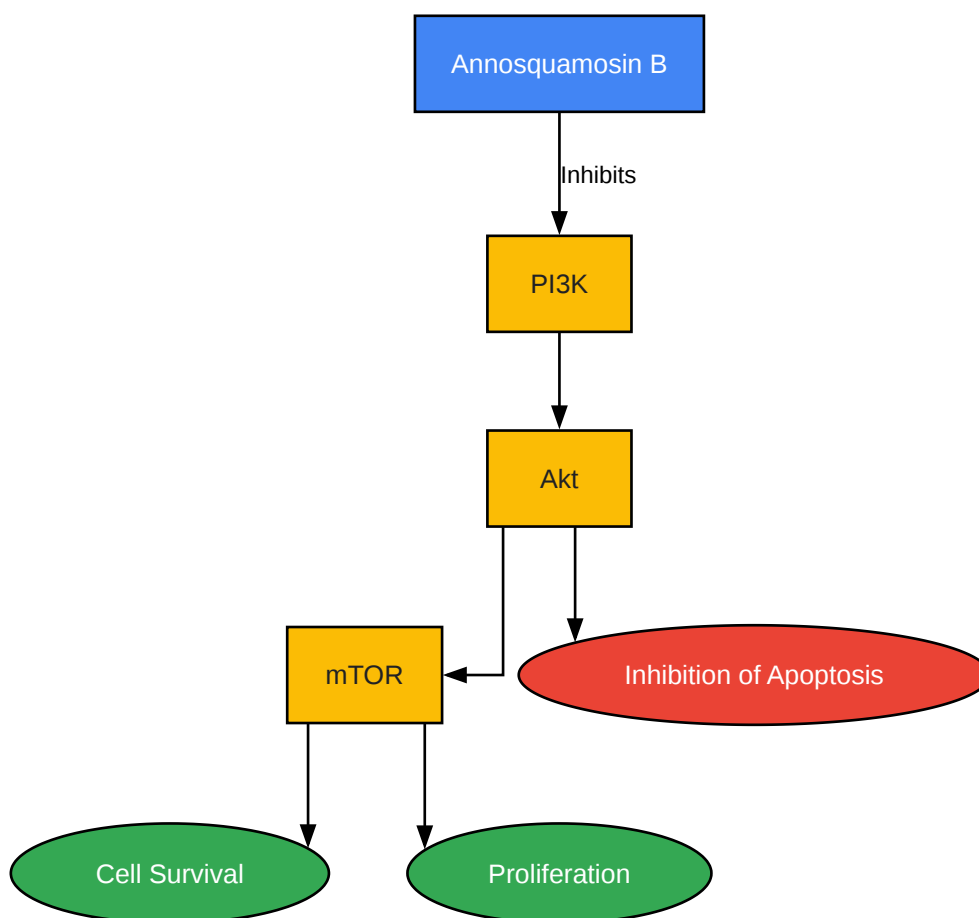 Annosquamosin B
Inhibits
PI3K
Akt
mTOR
Inhibition of Apoptosis
Cell Survival
Proliferation